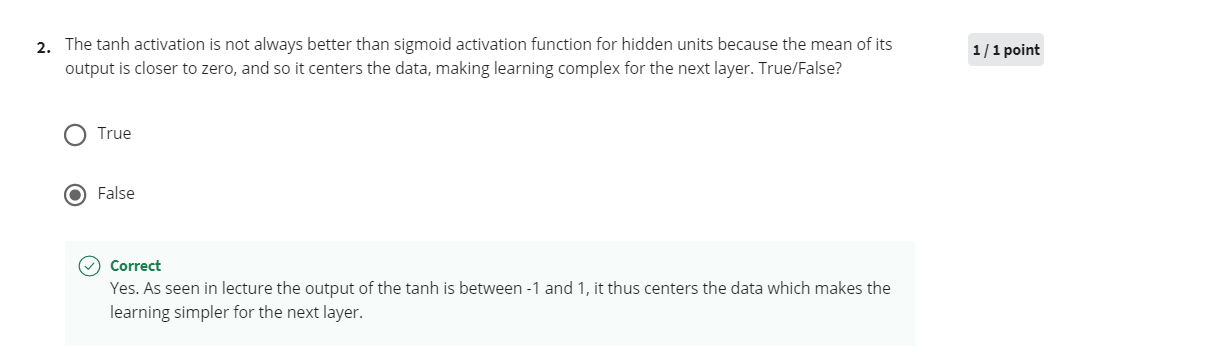 2. The tanh activation is not always better than sigmoid activation function for hidden units because the mean of its
1 / 1 point
output is closer to zero, and so it centers the data, making learning complex for the next layer. True/False?
True
False
Correct
Yes. As seen in lecture the output of the tanh is between -1 and 1, it thus centers the data which makes the
learning simpler for the next layer.